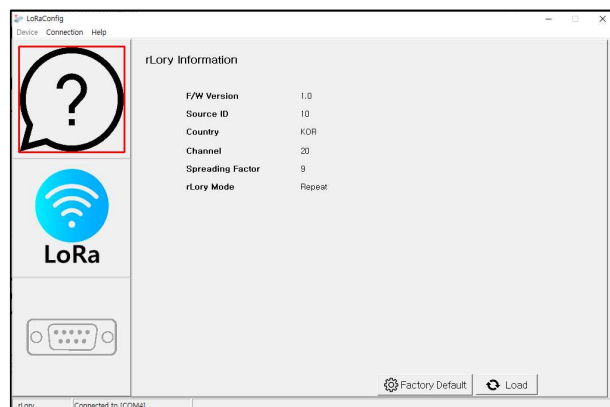 LoRaConfig
Device Connection Help
?
rLory Information
F/W Version 1.0
Source ID 10
Country KOR
Channel 20
Spreading Factor 9
rLory Mode Repeat
LoRa
Factory Default Load
rLory Connected to [COM4]